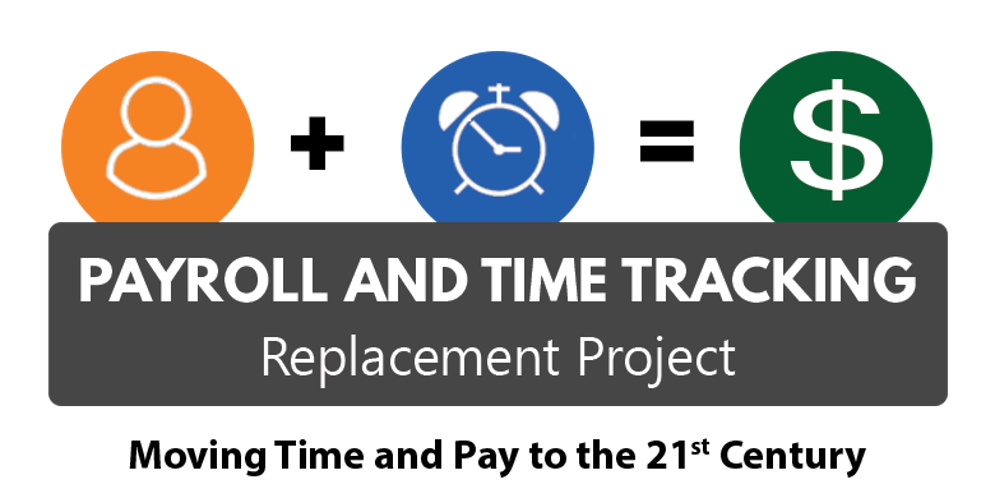 + = $
PAYROLL AND TIME TRACKING
Replacement Project
Moving Time and Pay to the 21st Century